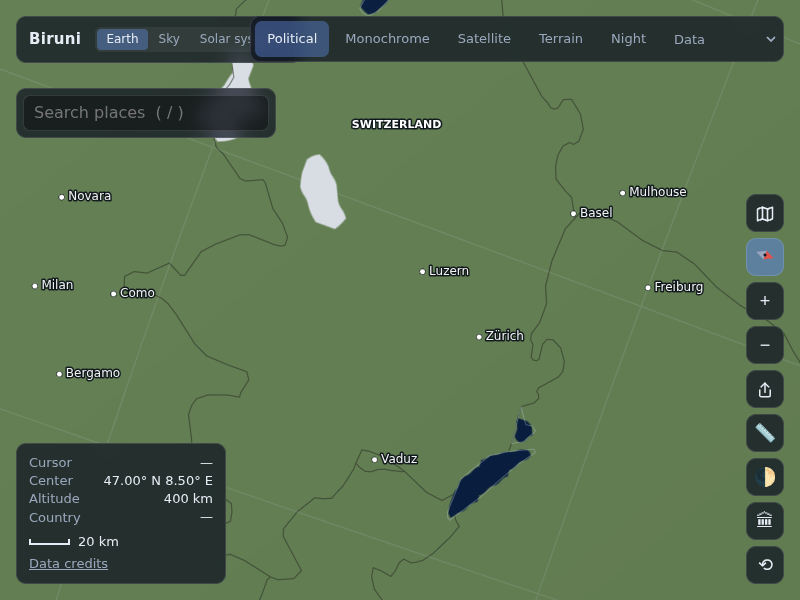 Biruni
Earth Sky Solar sys
Political Monochrome Satellite Terrain Night Data
Search places ( / )
SWITZERLAND
Novara
Mulhouse
Basel
Luzern
Milan
Como
Freiburg
Zürich
Bergamo
Vaduz
Cursor —
Center 47.00° N 8.50° E
Altitude 400 km
Country —
20 km
Data credits